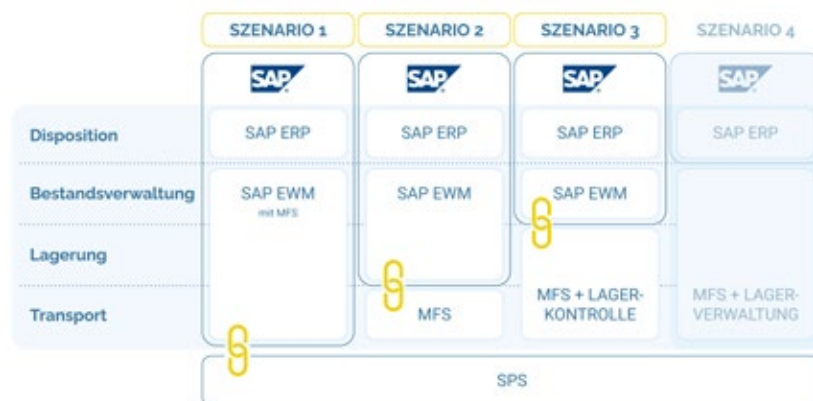 SZENARIO 1 SZENARIO 2 SZENARIO 3 SZENARIO 4
SAP SAP SAP SAP
Disposition SAP ERP SAP ERP SAP ERP SAP ERP
Bestandsverwaltung SAP EWM SAP EWM SAP EWM
mit MFS
Lagerung
MFS + LAGER- MFS + LAGER-
Transport MFS KONTROLLE VERWALTUNG
SPS